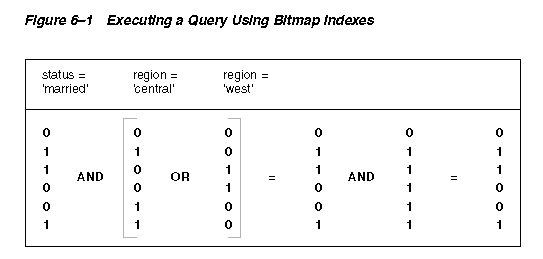 Figure 6–1 Executing a Query Using Bitmap Indexes
status = region = region =
'married' 'central' 'west'
0 0 0 0 0 0
1 1 0 1 1 1
1 0 1 1 1 1
AND OR = AND =
0 0 1 0 1 0
0 1 0 0 1 0
1 1 0 1 1 1